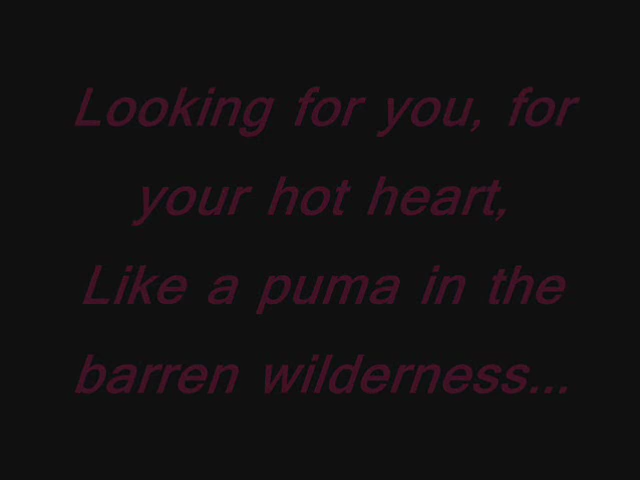 Looking for you, for
your hot heart,
Like a puma in the
barren wilderness...